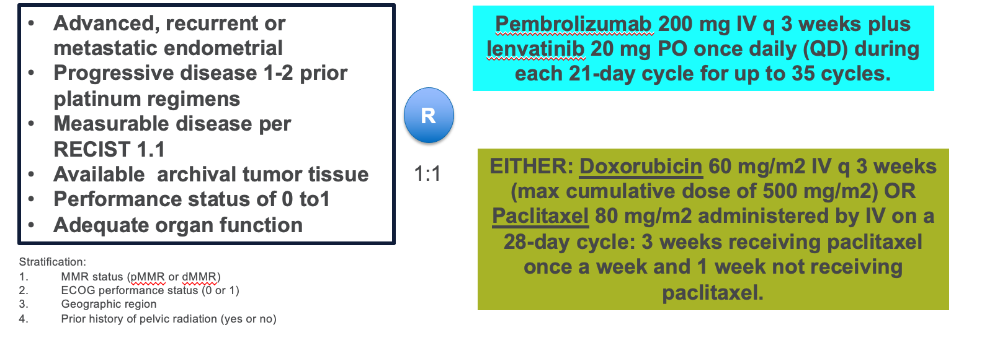 • Advanced, recurrent or
metastatic endometrial
• Progressive disease 1-2 prior
platinum regimens
• Measurable disease per
RECIST 1.1
• Available  archival tumor tissue
• Performance status of 0 to1
• Adequate organ function
Stratification:
1. MMR status (pMMR or dMMR)
2. ECOG performance status (0 or 1)
3. Geographic region
4. Prior history of pelvic radiation (yes or no)
R
1:1
Pembrolizumab 200 mg IV q 3 weeks plus
lenvatinib 20 mg PO once daily (QD) during
each 21-day cycle for up to 35 cycles.
EITHER: Doxorubicin 60 mg/m2 IV q 3 weeks
(max cumulative dose of 500 mg/m2) OR
Paclitaxel 80 mg/m2 administered by IV on a
28-day cycle: 3 weeks receiving paclitaxel
once a week and 1 week not receiving
paclitaxel.